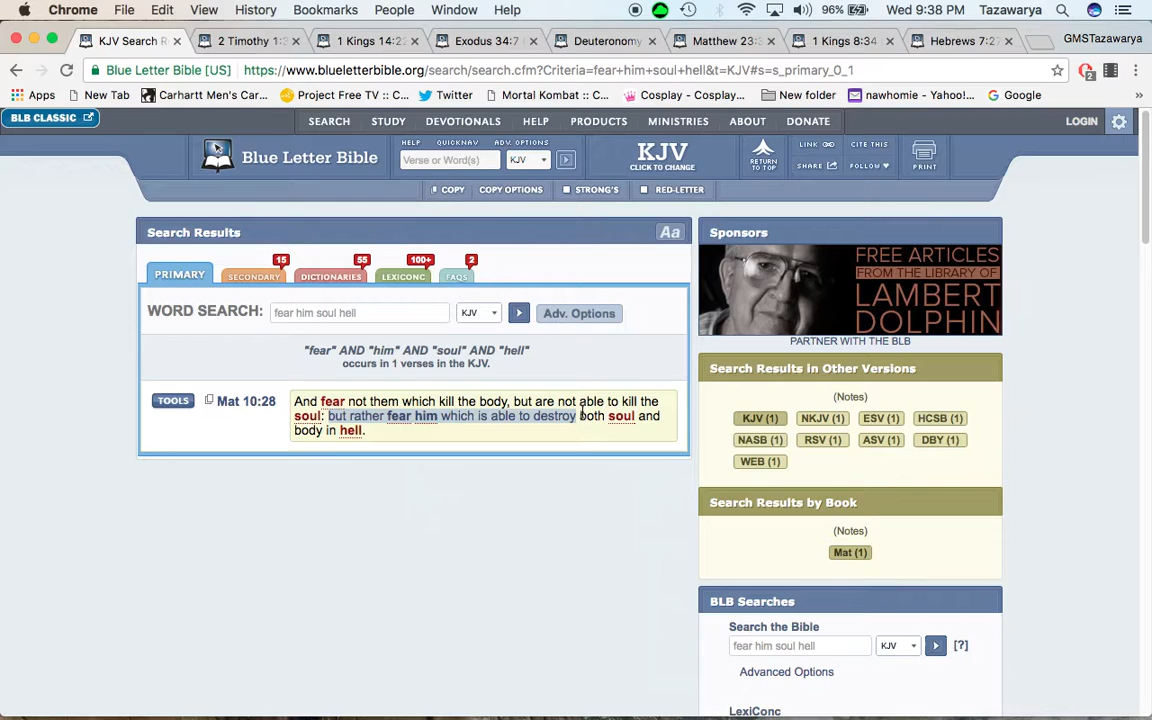 Chrome File Edit View History Bookmarks People Window Help 96% Wed 9:38 PM Tazawarya
KJV Search R 2 Timothy 1:3 1 Kings 14:22 Exodus 34:7 Deuteronomy Matthew 23:3 1 Kings 8:34 Hebrews 7:27 GMSTazawarya
Blue Letter Bible [US] https://www.blueletterbible.org/search/search.cfm?Criteria=fear+him+soul+hell&t=KJV#s=s_primary_0_1
2
Apps New Tab Carhartt Men's Car... Project Free TV :: C... Twitter Mortal Kombat :: C... Cosplay - Cosplay... New folder nawhomie - Yahoo!... Google »
BLB CLASSIC SEARCH STUDY DEVOTIONALS HELP PRODUCTS MINISTRIES ABOUT DONATE LOGIN
HELP QUICKNAV ADV. OPTIONS
Blue Letter Bible Verse or Word(s) KJV
KJV
CLICK TO CHANGE
RETURN TO TOP
LINK CITE THIS
SHARE FOLLOW PRINT
COPY COPY OPTIONS STRONG'S RED-LETTER
Search Results Aa
15 55 100+ 2
PRIMARY SECONDARY DICTIONARIES LEXICONC FAQS
WORD SEARCH: fear him soul hell KJV Adv. Options
"fear" AND "him" AND "soul" AND "hell"
occurs in 1 verses in the KJV.
TOOLS Mat 10:28 And fear not them which kill the body, but are not able to kill the
soul: but rather fear him which is able to destroy both soul and
body in hell.
Sponsors
FREE ARTICLES
FROM THE LIBRARY OF
LAMBERT
DOLPHIN
PARTNER WITH THE BLB
Search Results in Other Versions
(Notes)
KJV (1) NKJV (1) ESV (1) HCSB (1)
NASB (1) RSV (1) ASV (1) DBY (1)
WEB (1)
Search Results by Book
(Notes)
Mat (1)
BLB Searches
Search the Bible
fear him soul hell KJV [?]
Advanced Options
LexiConc